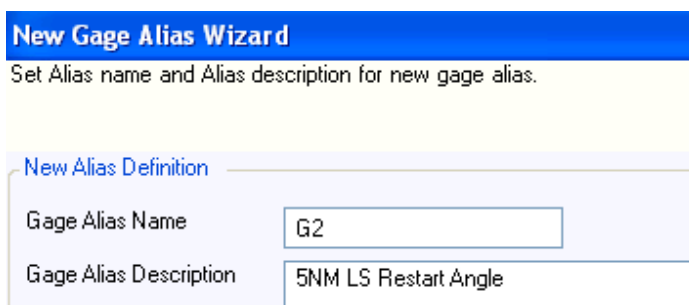 New Gage Alias Wizard
Set Alias name and Alias description for new gage alias.
New Alias Definition
Gage Alias Name G2
Gage Alias Description 5NM LS Restart Angle